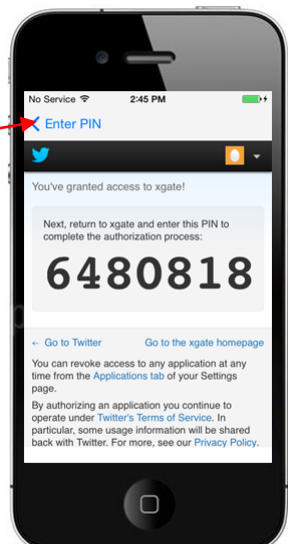 No Service 2:45 PM
Enter PIN
You've granted access to xgate!
Next, return to xgate and enter this PIN to
complete the authorization process:
6480818
← Go to Twitter Go to the xgate homepage
You can revoke access to any application at any
time from the Applications tab of your Settings
page.
By authorizing an application you continue to
operate under Twitter's Terms of Service. In
particular, some usage information will be shared
back with Twitter. For more, see our Privacy Policy.